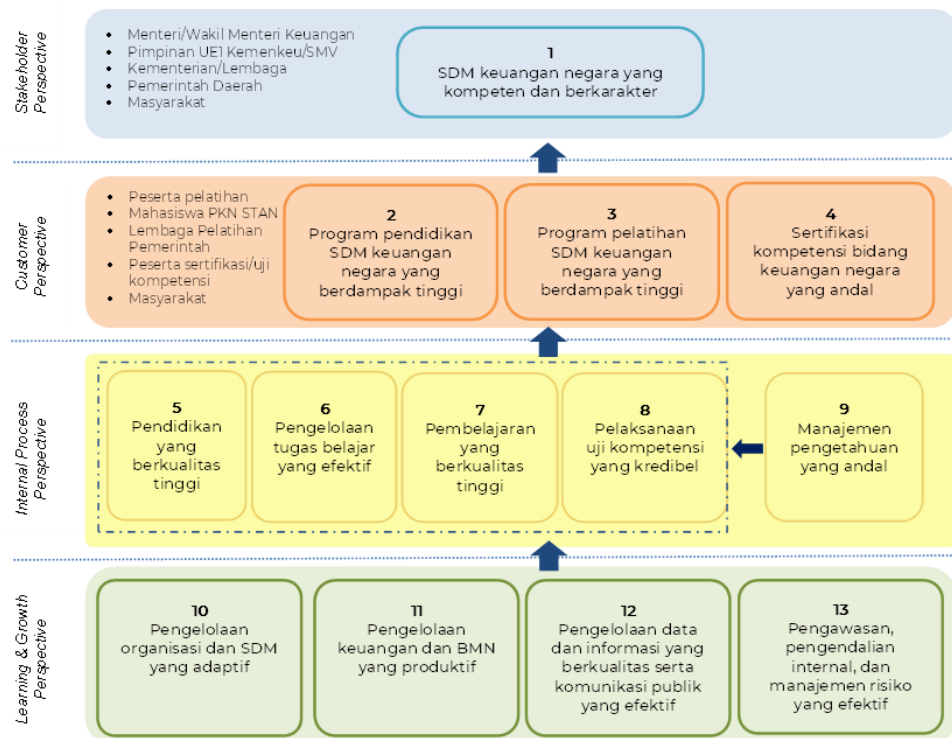 Stakeholder
Perspective
• Menteri/Wakil Menteri Keuangan
• Pimpinan UE1 Kemenkeu/SMV
• Kementerian/Lembaga
• Pemerintah Daerah
• Masyarakat
1
SDM keuangan negara yang
kompeten dan berkarakter
Customer
Perspective
• Peserta pelatihan
• Mahasiswa PKN STAN
• Lembaga Pelatihan
Pemerintah
• Peserta sertifikasi/uji
kompetensi
• Masyarakat
2
Program pendidikan
SDM keuangan
negara yang
berdampak tinggi
3
Program pelatihan
SDM keuangan
negara yang
berdampak tinggi
4
Sertifikasi
kompetensi bidang
keuangan negara
yang andal
Internal Process
Perspective
5
Pendidikan
yang
berkualitas
tinggi
6
Pengelolaan
tugas belajar
yang efektif
7
Pembelajaran
yang
berkualitas
tinggi
8
Pelaksanaan
uji kompetensi
yang kredibel
9
Manajemen
pengetahuan
yang andal
Learning & Growth
Perspective
10
Pengelolaan
organisasi dan SDM
yang adaptif
11
Pengelolaan
keuangan dan BMN
yang produktif
12
Pengelolaan data
dan informasi yang
berkualitas serta
komunikasi publik
yang efektif
13
Pengawasan,
pengendalian
internal, dan
manajemen risiko
yang efektif